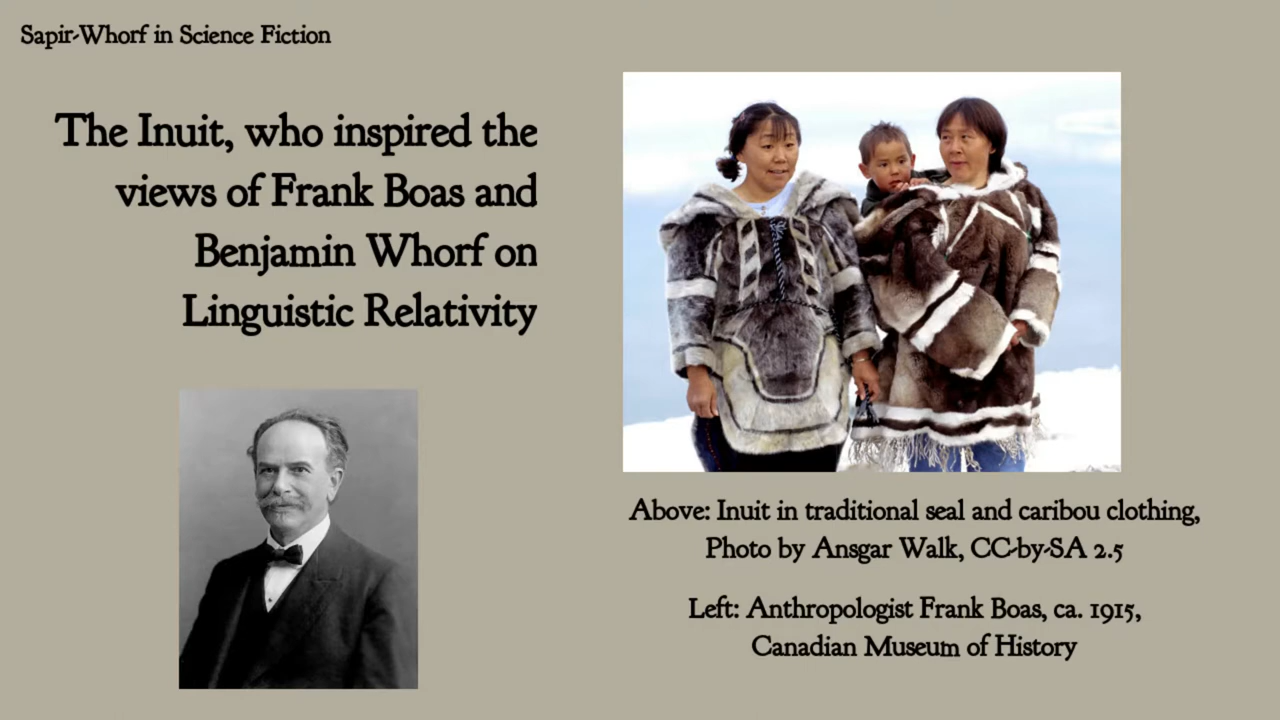 Sapir-Whorf in Science Fiction
The Inuit, who inspired the
views of Frank Boas and
Benjamin Whorf on
Linguistic Relativity
Above: Inuit in traditional seal and caribou clothing,
Photo by Ansgar Walk, CC-by-SA 2.5
Left: Anthropologist Frank Boas, ca. 1915,
Canadian Museum of History